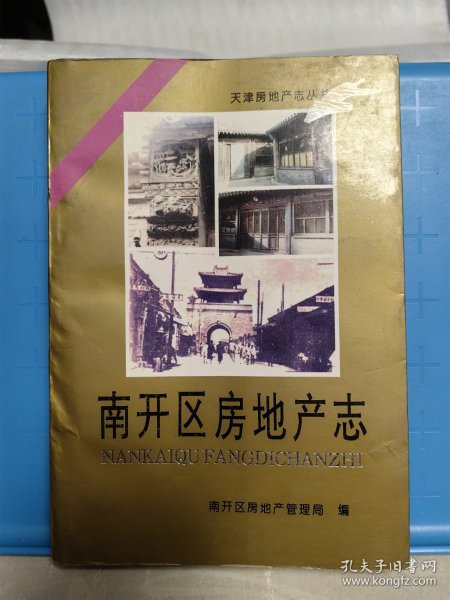 天津房地产志丛书
南开区房地产志
NANKAIQU FANGDICHANZHI
南开区房地产管理局 编
孔夫子旧书网
www.kongfz.com